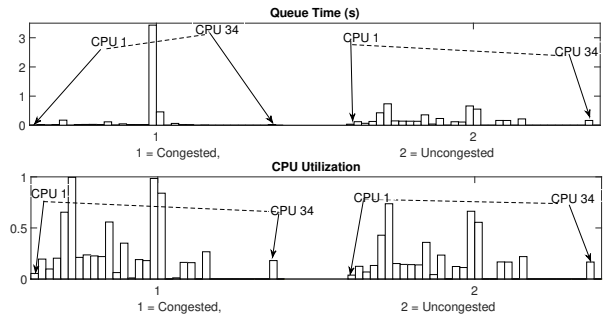 Queue Time (s)
3
2
1
0
CPU 1
CPU 34
CPU 1
CPU 34
1
2
1 = Congested,
2 = Uncongested
CPU Utilization
1
0.5
0
CPU 1
CPU 34
CPU 1
CPU 34
1
2
1 = Congested,
2 = Uncongested